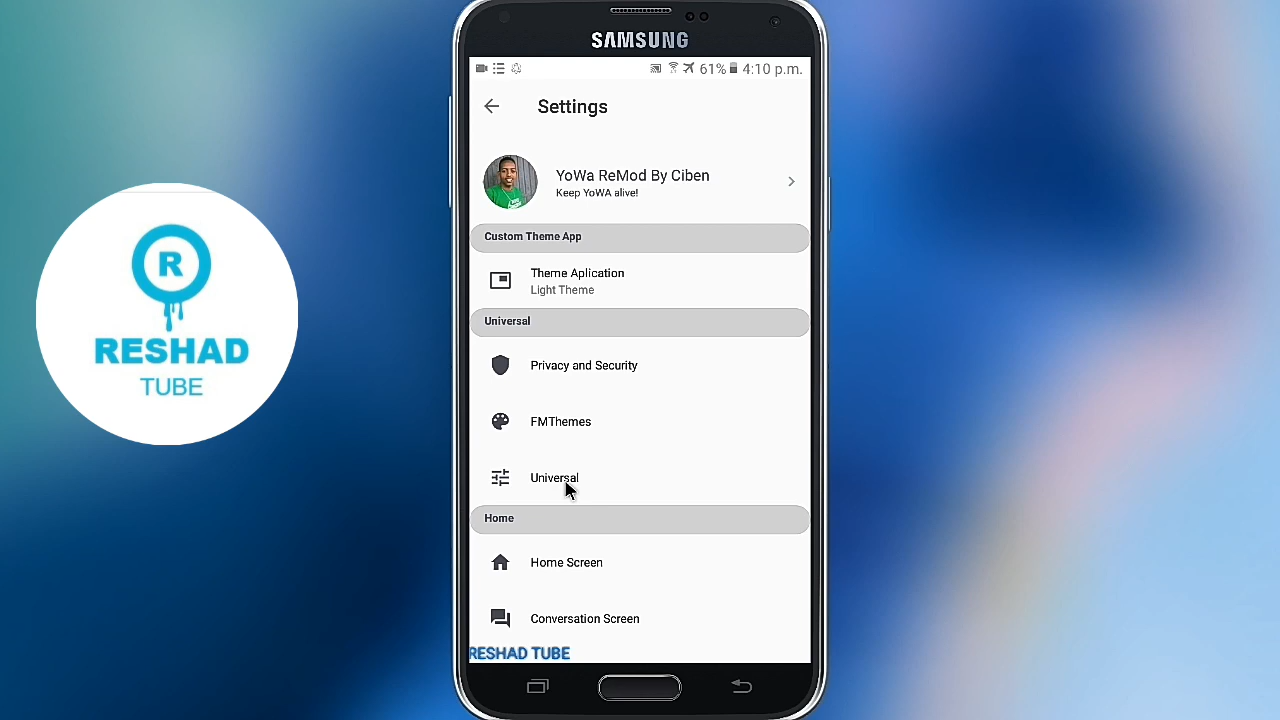 SAMSUNG
61% 4:10 p.m.
Settings
YoWa ReMod By Ciben
Keep YoWA alive!
Custom Theme App
Theme Aplication
Light Theme
Universal
Privacy and Security
FMThemes
Universal
Home
Home Screen
Conversation Screen
RESHAD TUBE
R
RESHAD
TUBE